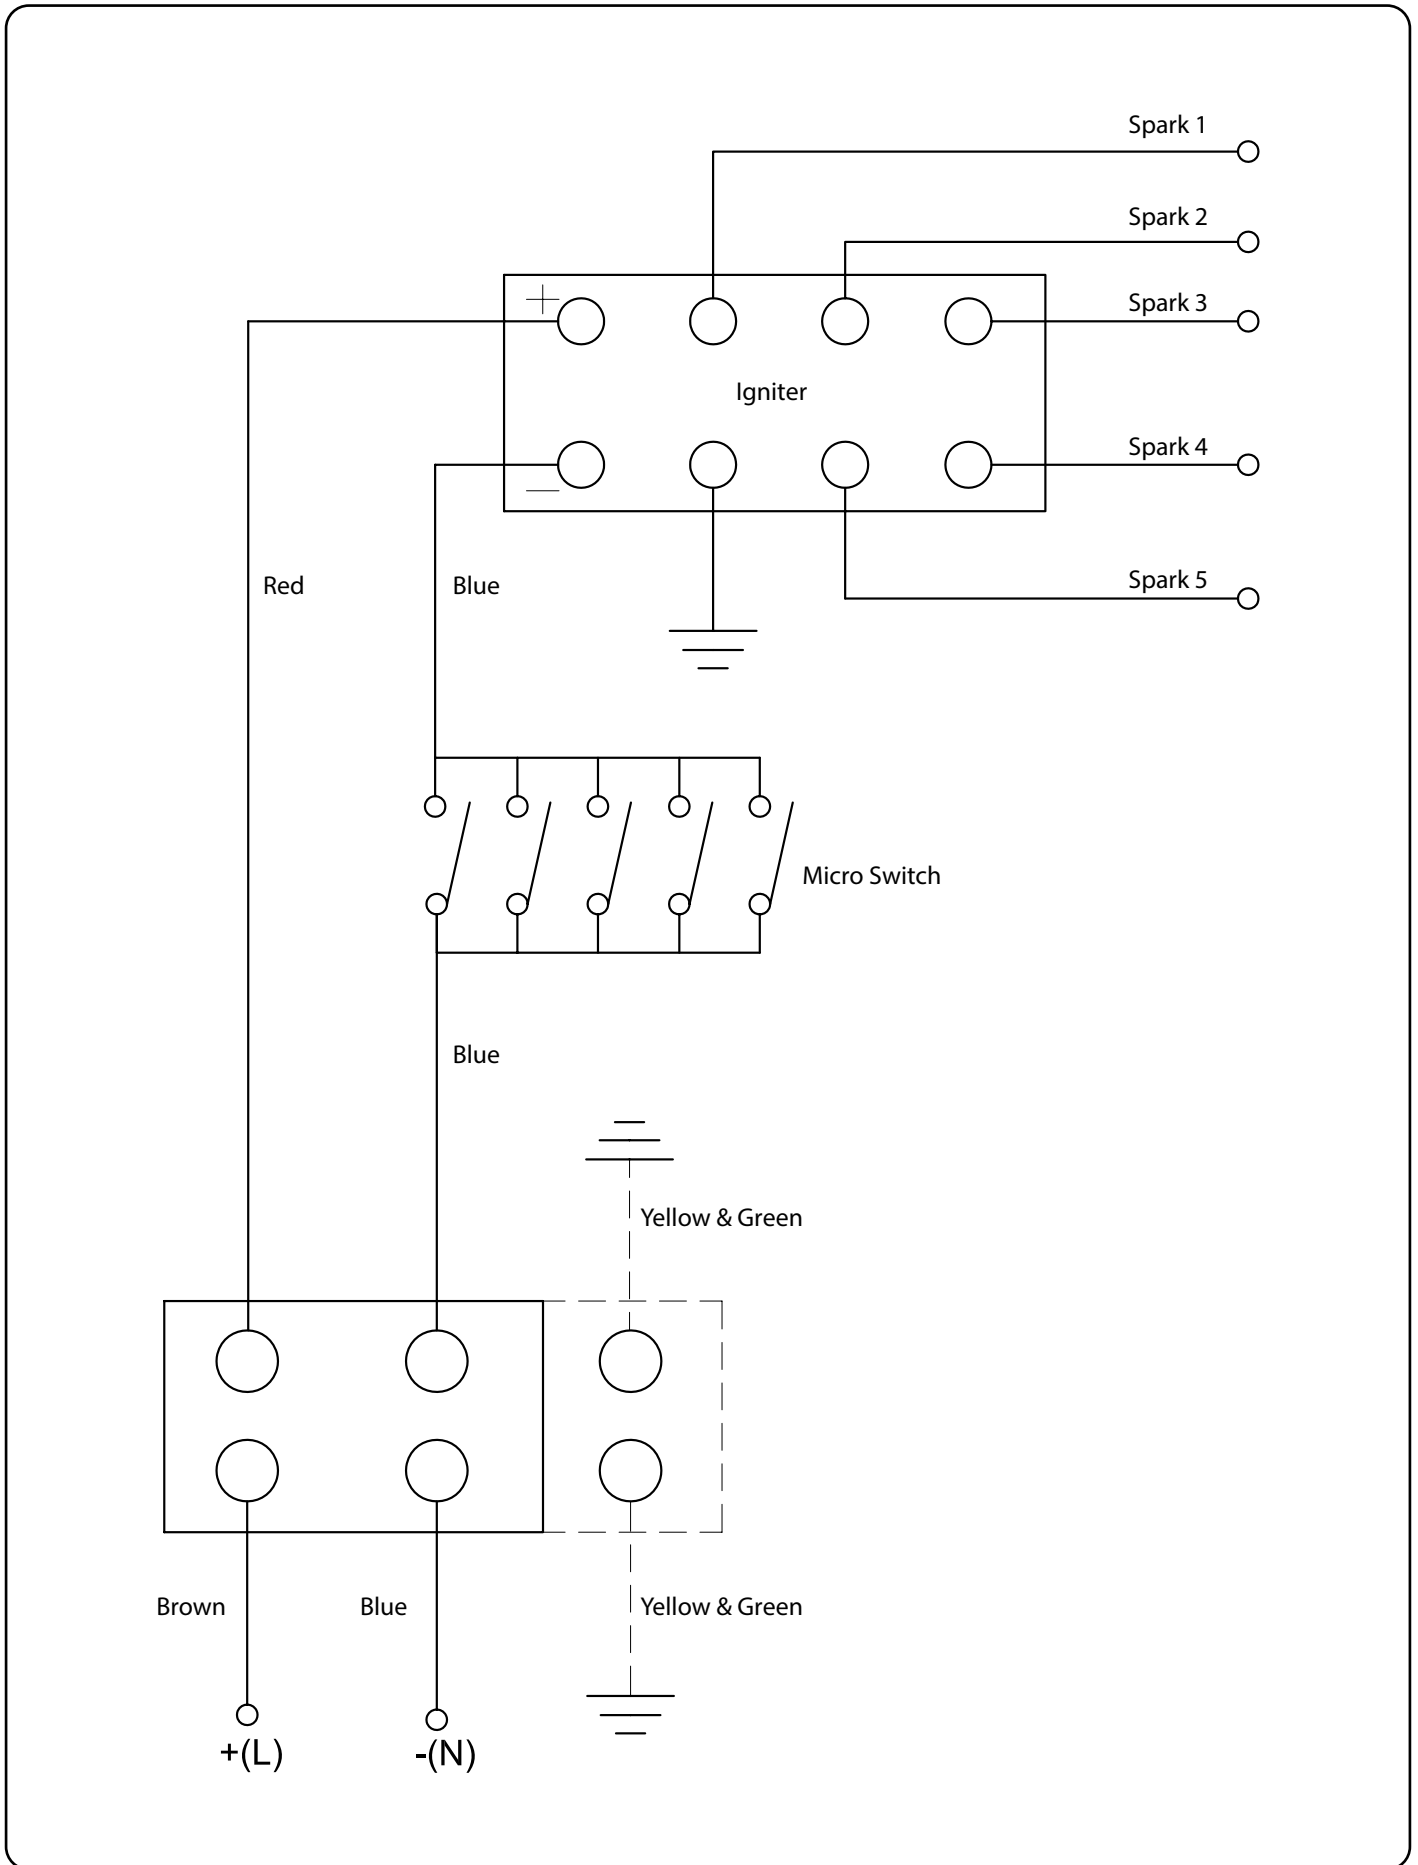 Spark 1
Spark 2
Spark 3
Igniter
Spark 4
Red
Blue
Spark 5
Micro Switch
Blue
Yellow & Green
Brown
Blue
Yellow & Green
+(L)
-(N)